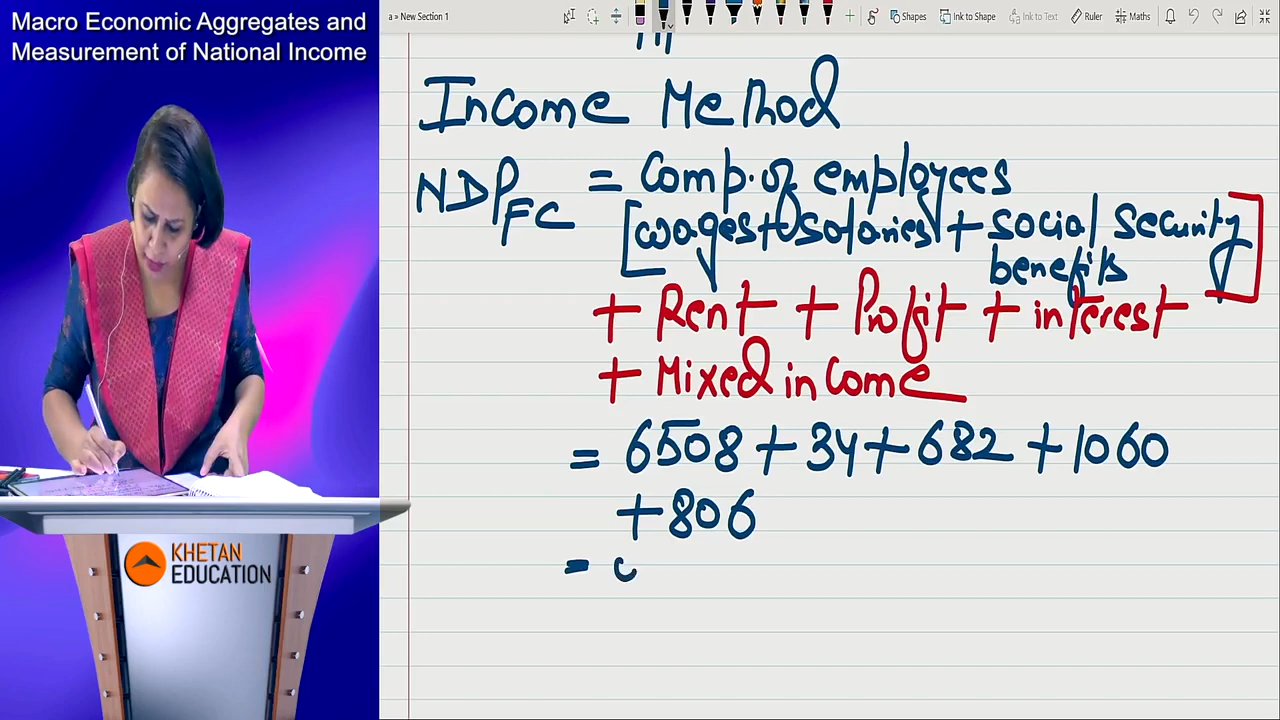 Macro Economic Aggregates and
Measurement of National Income
a » New Section 1
Shapes
Ink to Shape
Ink to Text
Ruler
Maths
Income Method
NDP FC = Comp. of employees
[wages + salaries + social security
benefits]
+ Rent + Profit + interest
+ Mixed income
= 6508 + 34 + 682 + 1060
+ 806
=
KHETAN
EDUCATION